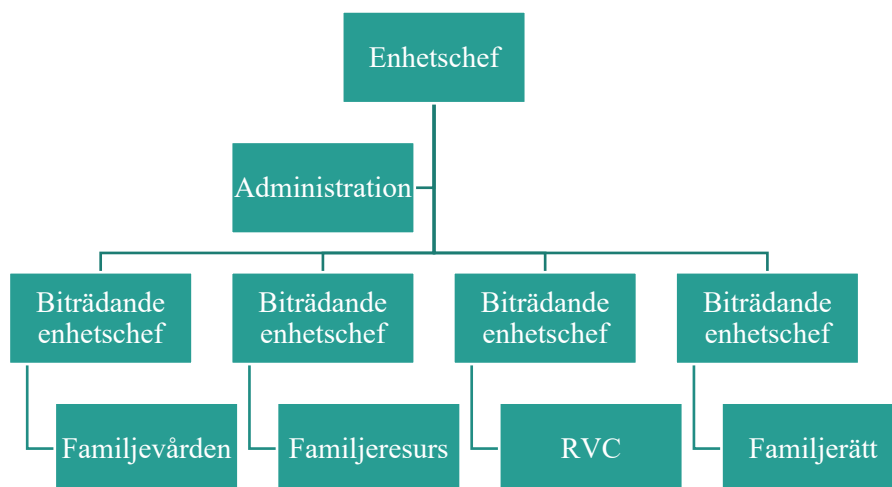 Enhetschef
Administration
Biträdande
enhetschef
Biträdande
enhetschef
Biträdande
enhetschef
Biträdande
enhetschef
Familjevården
Familjeresurs
RVC
Familjerätt